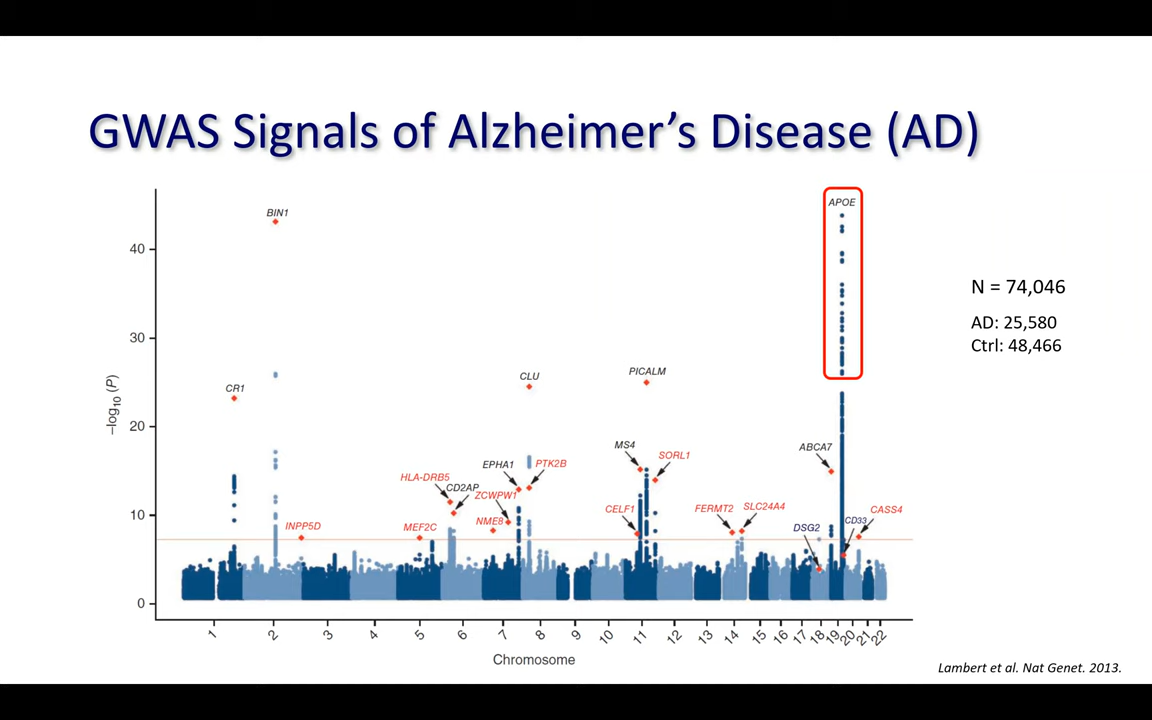 GWAS Signals of Alzheimer's Disease (AD)
BIN1
APOE
40
N = 74,046
AD: 25,580
Ctrl: 48,466
30
CLU
PICALM
CR1
–log10 (P)
20
MS4
ABCA7
SORL1
EPHA1
PTK2B
HLA-DRB5
CD2AP
ZCWPW1
10
CELF1
FERMT2
SLC24A4
CASS4
NME8
CD33
INPP5D
MEF2C
DSG2
0
1 2 3 4 5 6 7 8 9 10 11 12 13 14 15 16 17 18 19 20 21 22
Chromosome
Lambert et al. Nat Genet. 2013.